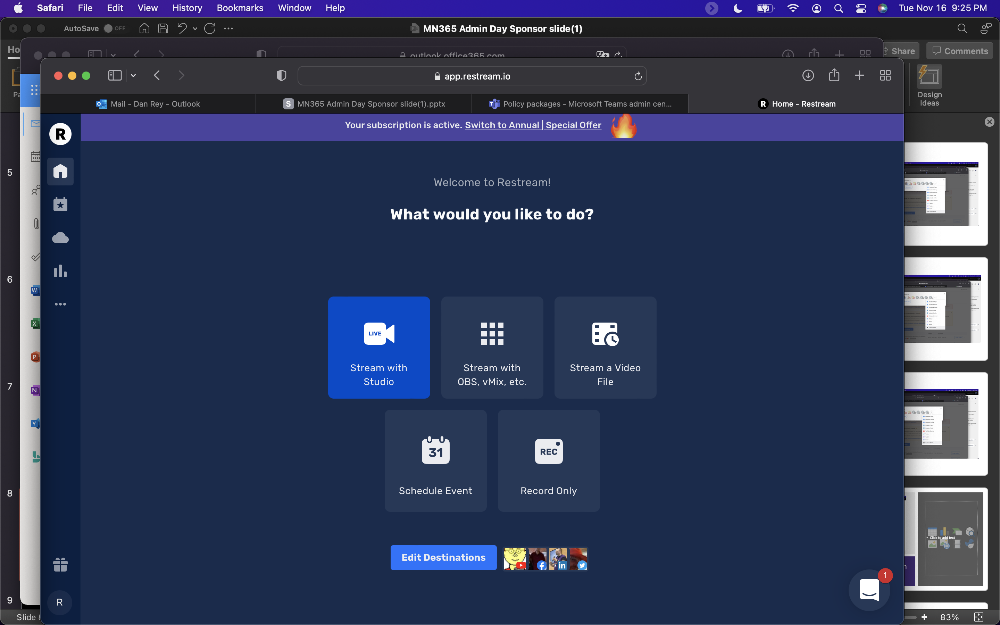 Safari File Edit View History Bookmarks Window Help Tue Nov 16 9:25 PM
AutoSave OFF MN365 Admin Day Sponsor slide(1)
Ho outlook.office365.com Share Comments
app.restream.io
Design
Ideas
Mail - Dan Rey - Outlook
S MN365 Admin Day Sponsor slide(1).pptx
Policy packages - Microsoft Teams admin cen...
R Home - Restream
R
Your subscription is active. Switch to Annual | Special Offer
Welcome to Restream!
What would you like to do?
LIVE
Stream with
Studio
Stream with
OBS, vMix, etc.
Stream a Video
File
31
Schedule Event
REC
Record Only
Edit Destinations
in
1
R
5
6
7
8
9
W
X
P
N
Y
Click to add text
Slide
83%